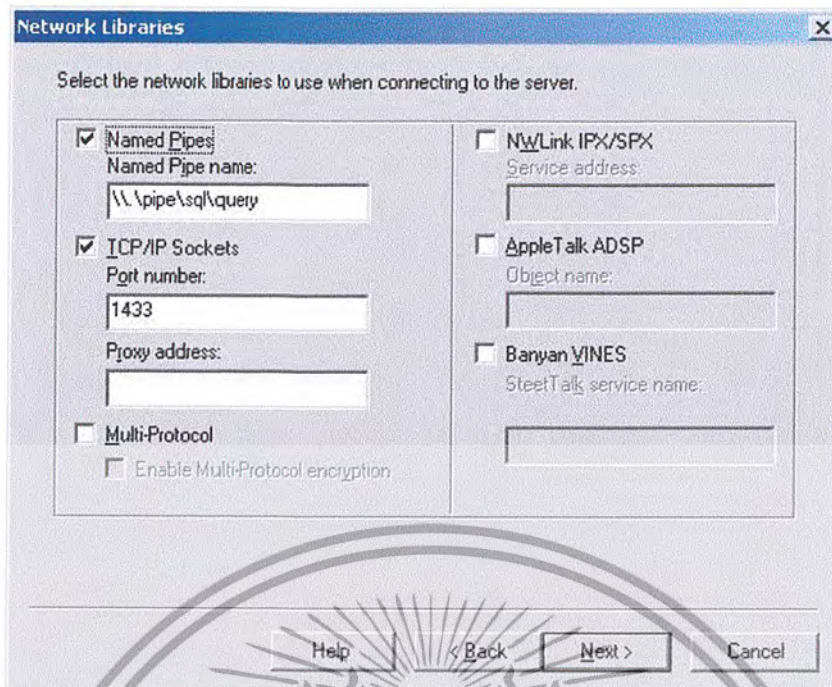 Network Libraries
Select the network libraries to use when connecting to the server.
Named Pipes
Named Pipe name:
\\.\pipe\sql\query
TCP/IP Sockets
Port number:
1433
Proxy address:
Multi-Protocol
Enable Multi-Protocol encryption
NWLink IPX/SPX
Service address:
AppleTalk ADSP
Object name:
Banyan VINES
SteetTalk service name:
Help
< Back
Next >
Cancel